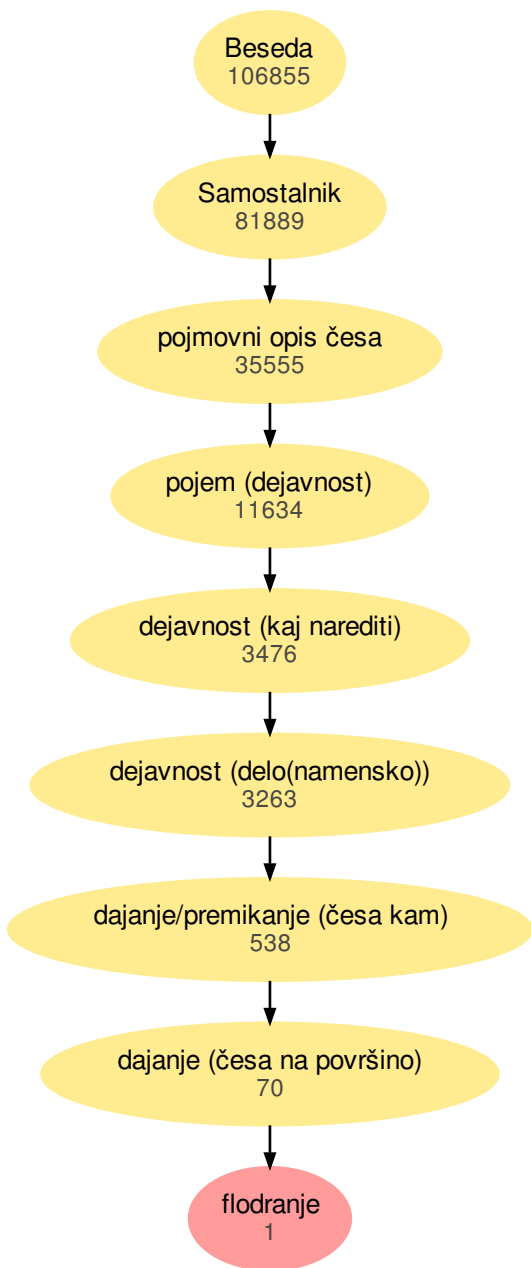 Beseda
106855
Samostalnik
81889
pojmovni opis česa
35555
pojem (dejavnost)
11634
dejavnost (kaj narediti)
3476
dejavnost (delo(namensko))
3263
dajanje/premikanje (česa kam)
538
dajanje (česa na površino)
70
flodranje
1